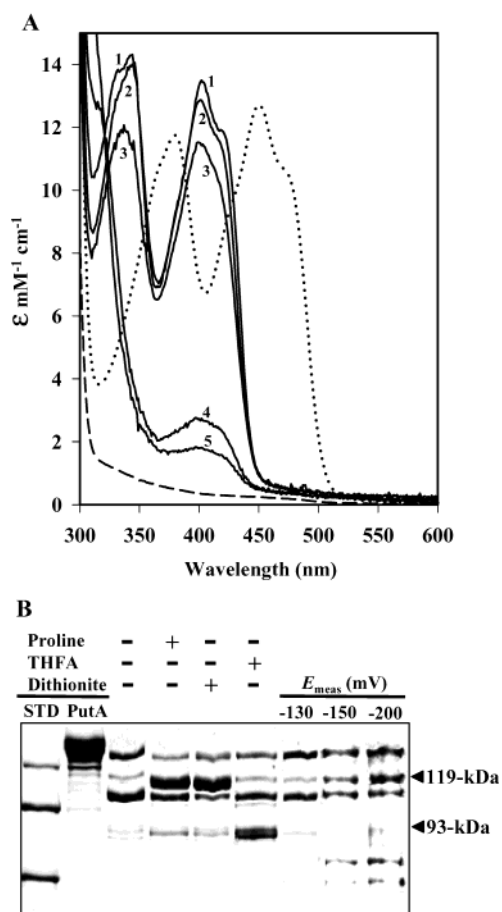 A
14
12
10
8
6
4
2
0
ε mM-1 cm-1
1
2
3
1
2
3
4
5
300 350 400 450 500 550 600
Wavelength (nm)
B
Proline - + - - Emeas (mV)
THFA - - - +
Dithionite - - + -
STD PutA -130 -150 -200
◄119-kDa
◄93-kDa